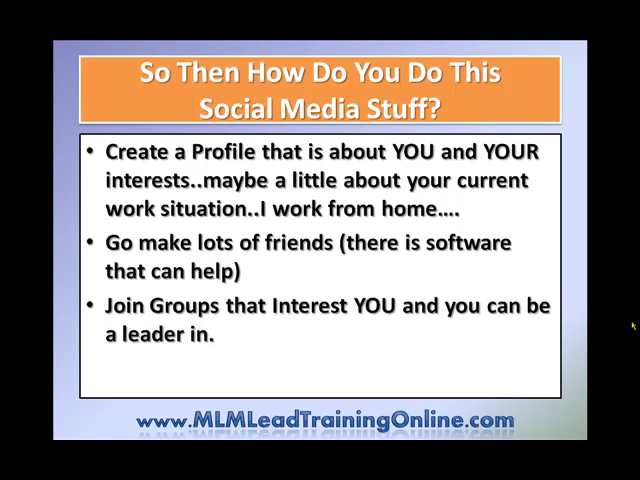 So Then How Do You Do This
Social Media Stuff?
• Create a Profile that is about YOU and YOUR
interests..maybe a little about your current
work situation..I work from home….
• Go make lots of friends (there is software
that can help)
• Join Groups that Interest YOU and you can be
a leader in.
www.MLMLeadTrainingOnline.com